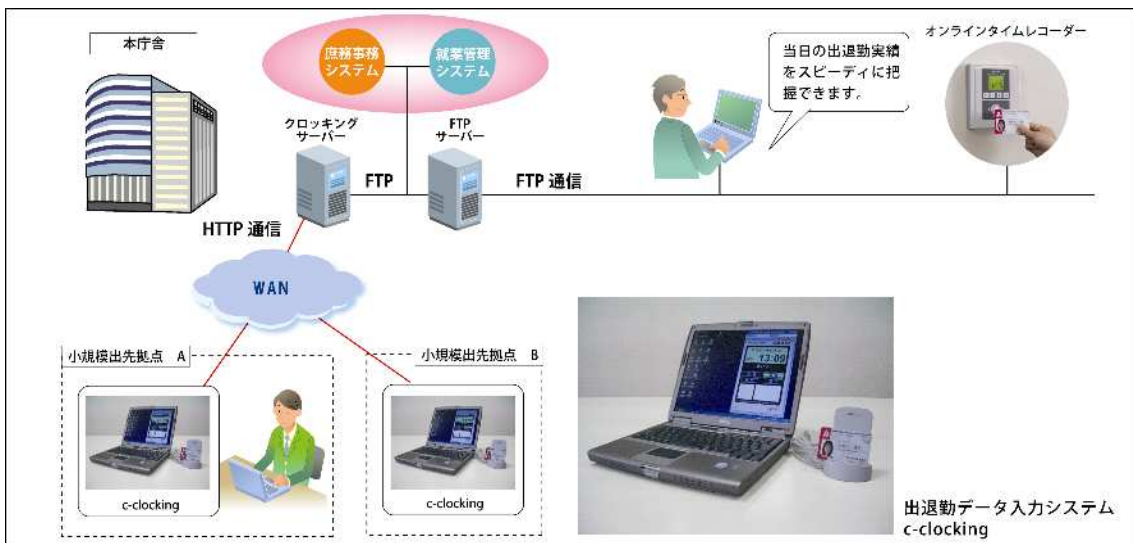 本庁舎
庶務事務
システム
就業管理
システム
クロッキング
サーバー
FTP
サーバー
FTP
FTP 通信
HTTP 通信
当日の出退勤実績
をスピーディに把
握できます。
オンラインタイムレコーダー
WAN
小規模出先拠点 A
c-clocking
小規模出先拠点 B
c-clocking
13:09
出退勤データ入力システム
c-clocking